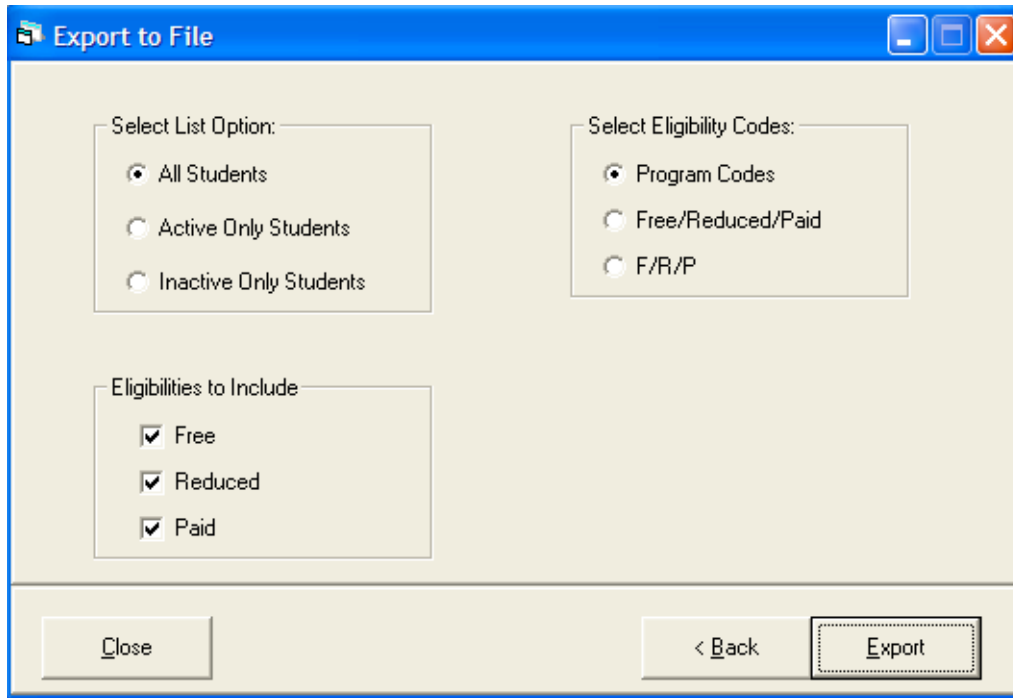 Export to File
Select List Option:
All Students
Active Only Students
Inactive Only Students
Select Eligibility Codes:
Program Codes
Free/Reduced/Paid
F/R/P
Eligibilities to Include
Free
Reduced
Paid
Close
< Back
Export